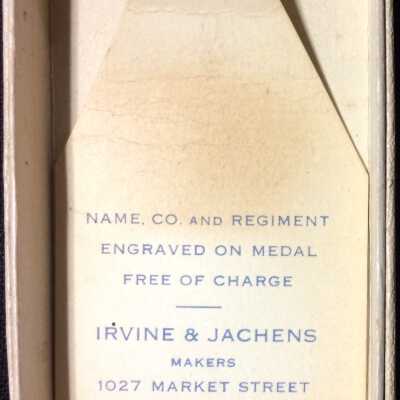 NAME, CO. AND REGIMENT
ENGRAVED ON MEDAL
FREE OF CHARGE
IRVINE & JACHENS
MAKERS
1027 MARKET STREET